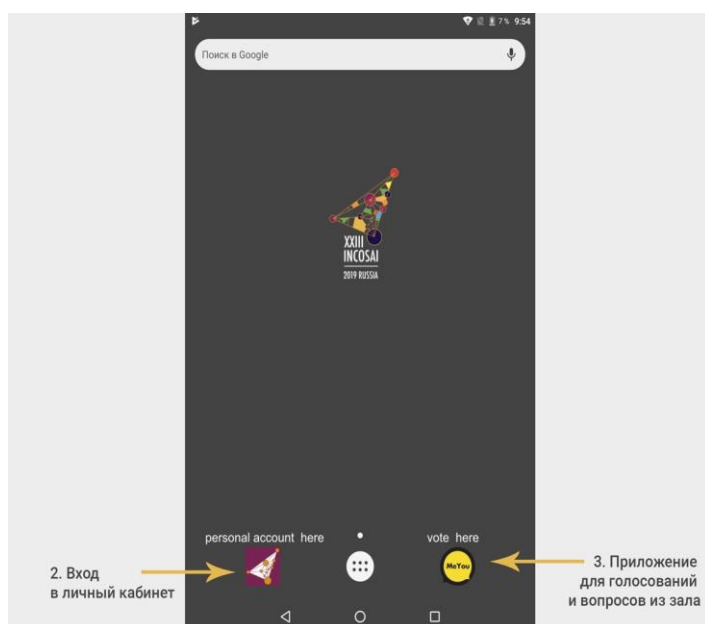 7% 9:54
Поиск в Google
XXIII
INCOSAI
2019 RUSSIA
personal account here
vote here
MeYou
2. Вход
в личный кабинет
3. Приложение
для голосований
и вопросов из зала